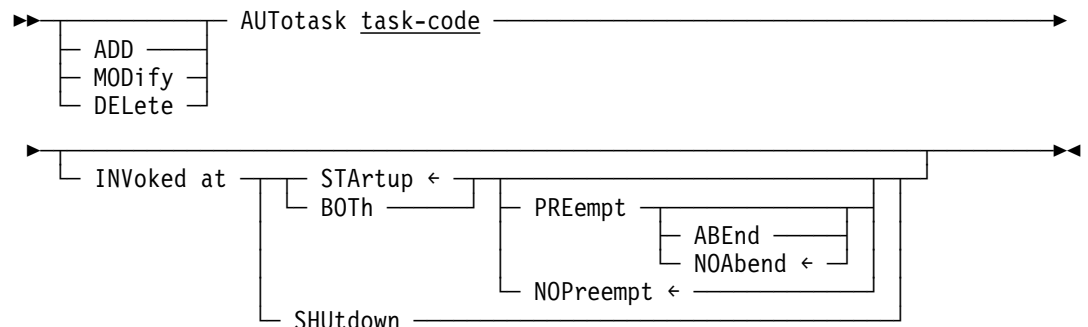 AUTotask task-code
ADD
MODify
DELete
INVoked at STArtup ←
BOTh PREempt
ABEnd
NOAbend ←
NOPreempt ←
SHUtdown